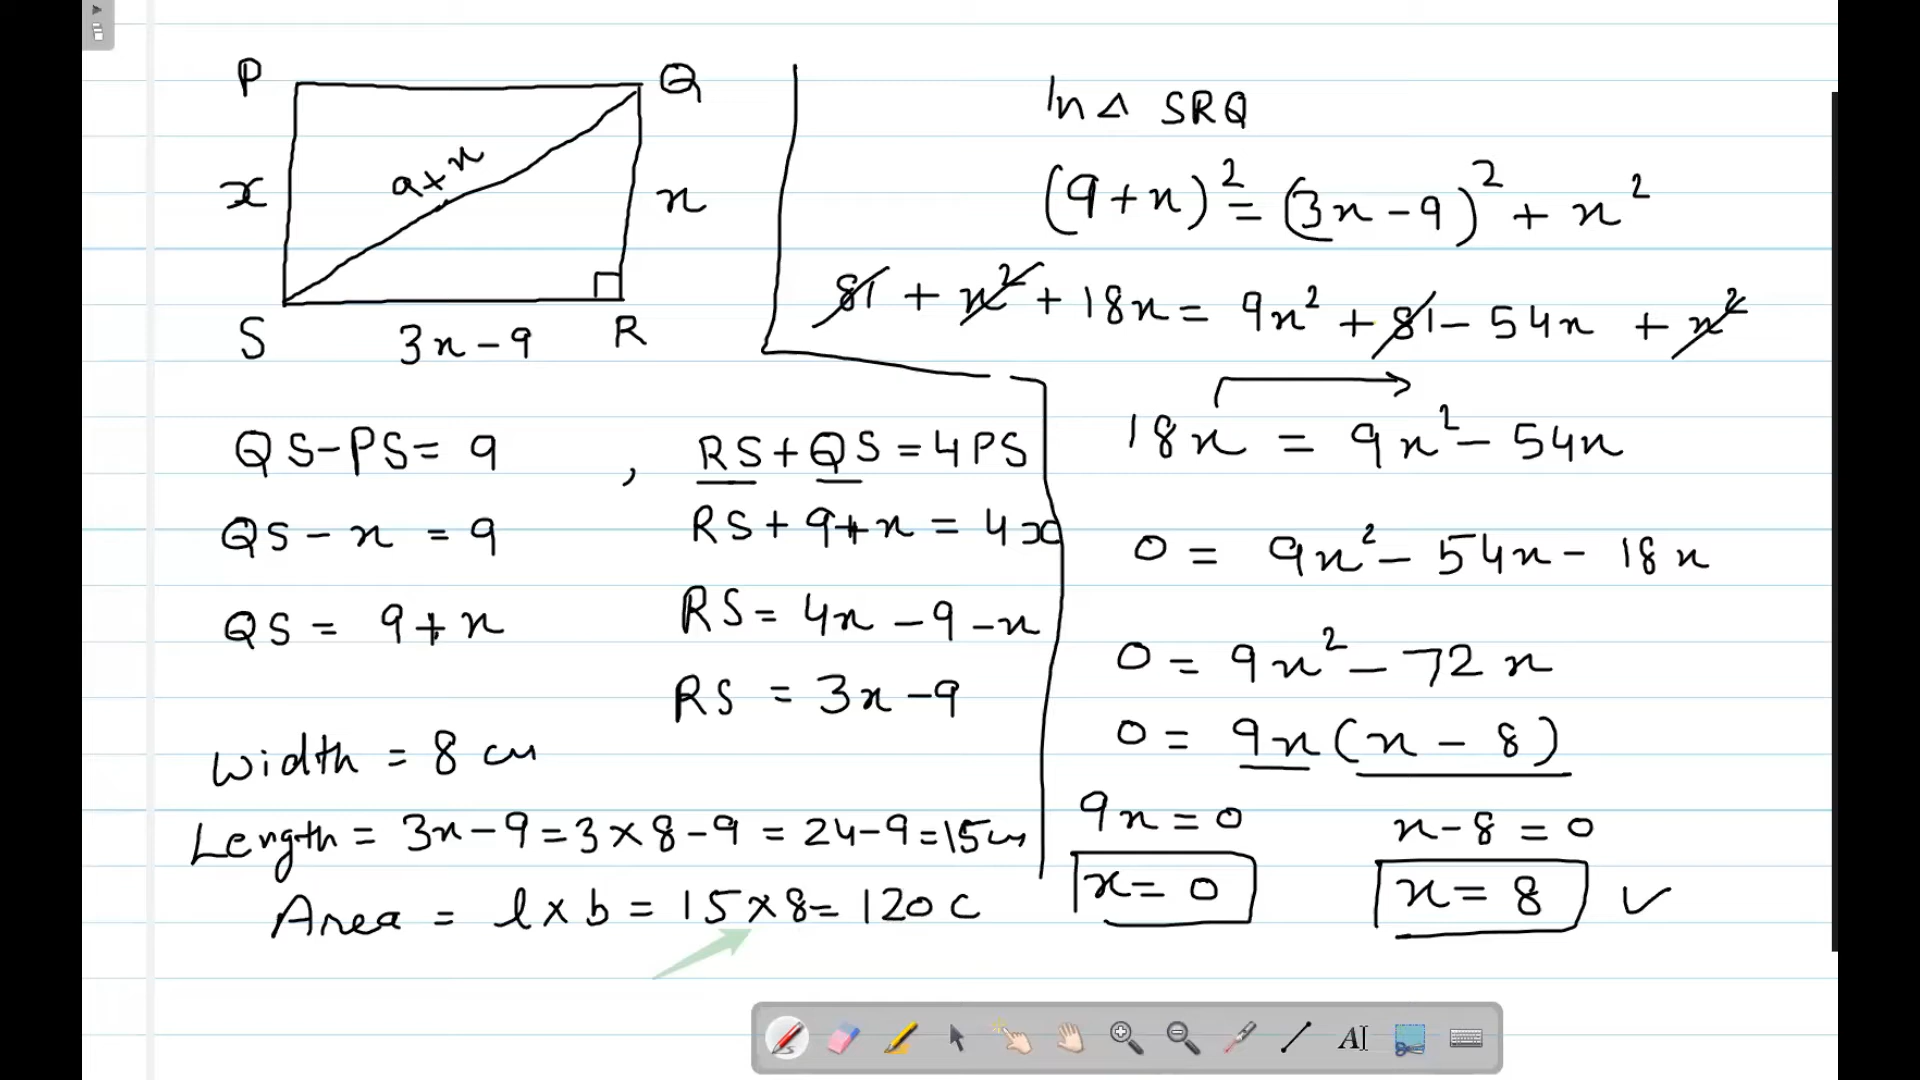 P Q
x 9+x x
S 3x-9 R
QS-PS=9 , RS+QS=4PS
QS-x=9 RS+9+x=4x
QS=9+x RS=4x-9-x
RS=3x-9
Width=8 cm
Length=3x-9=3×8-9=24-9=15cm
Area=l×b=15×8=120 c
In Δ SRQ
(9+x)²=(3x-9)²+x²
81+x²+18x=9x²+81-54x+x²
18x=9x²-54x
0=9x²-54x-18x
0=9x²-72x
0=9x(x-8)
9x=0 x-8=0
x=0 x=8 ✓
AI